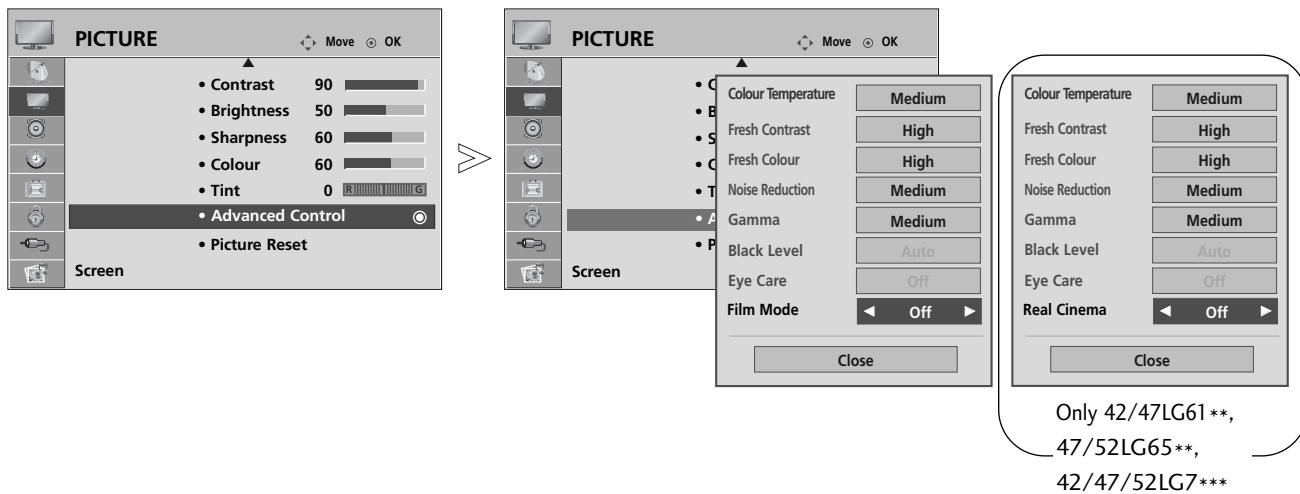 PICTURE
Move OK
• Contrast 90
• Brightness 50
• Sharpness 60
• Colour 60
• Tint 0 R G
• Advanced Control
• Picture Reset
Screen
PICTURE
Move OK
• C
• B
• S
• C
• T
• A
• P
Screen
Colour Temperature Medium
Fresh Contrast High
Fresh Colour High
Noise Reduction Medium
Gamma Medium
Black Level Auto
Eye Care Off
Film Mode ◀ Off ▶
Close
Colour Temperature Medium
Fresh Contrast High
Fresh Colour High
Noise Reduction Medium
Gamma Medium
Black Level Auto
Eye Care Off
Real Cinema ◀ Off ▶
Close
Only 42/47LG61**,
47/52LG65**,
42/47/52LG7***